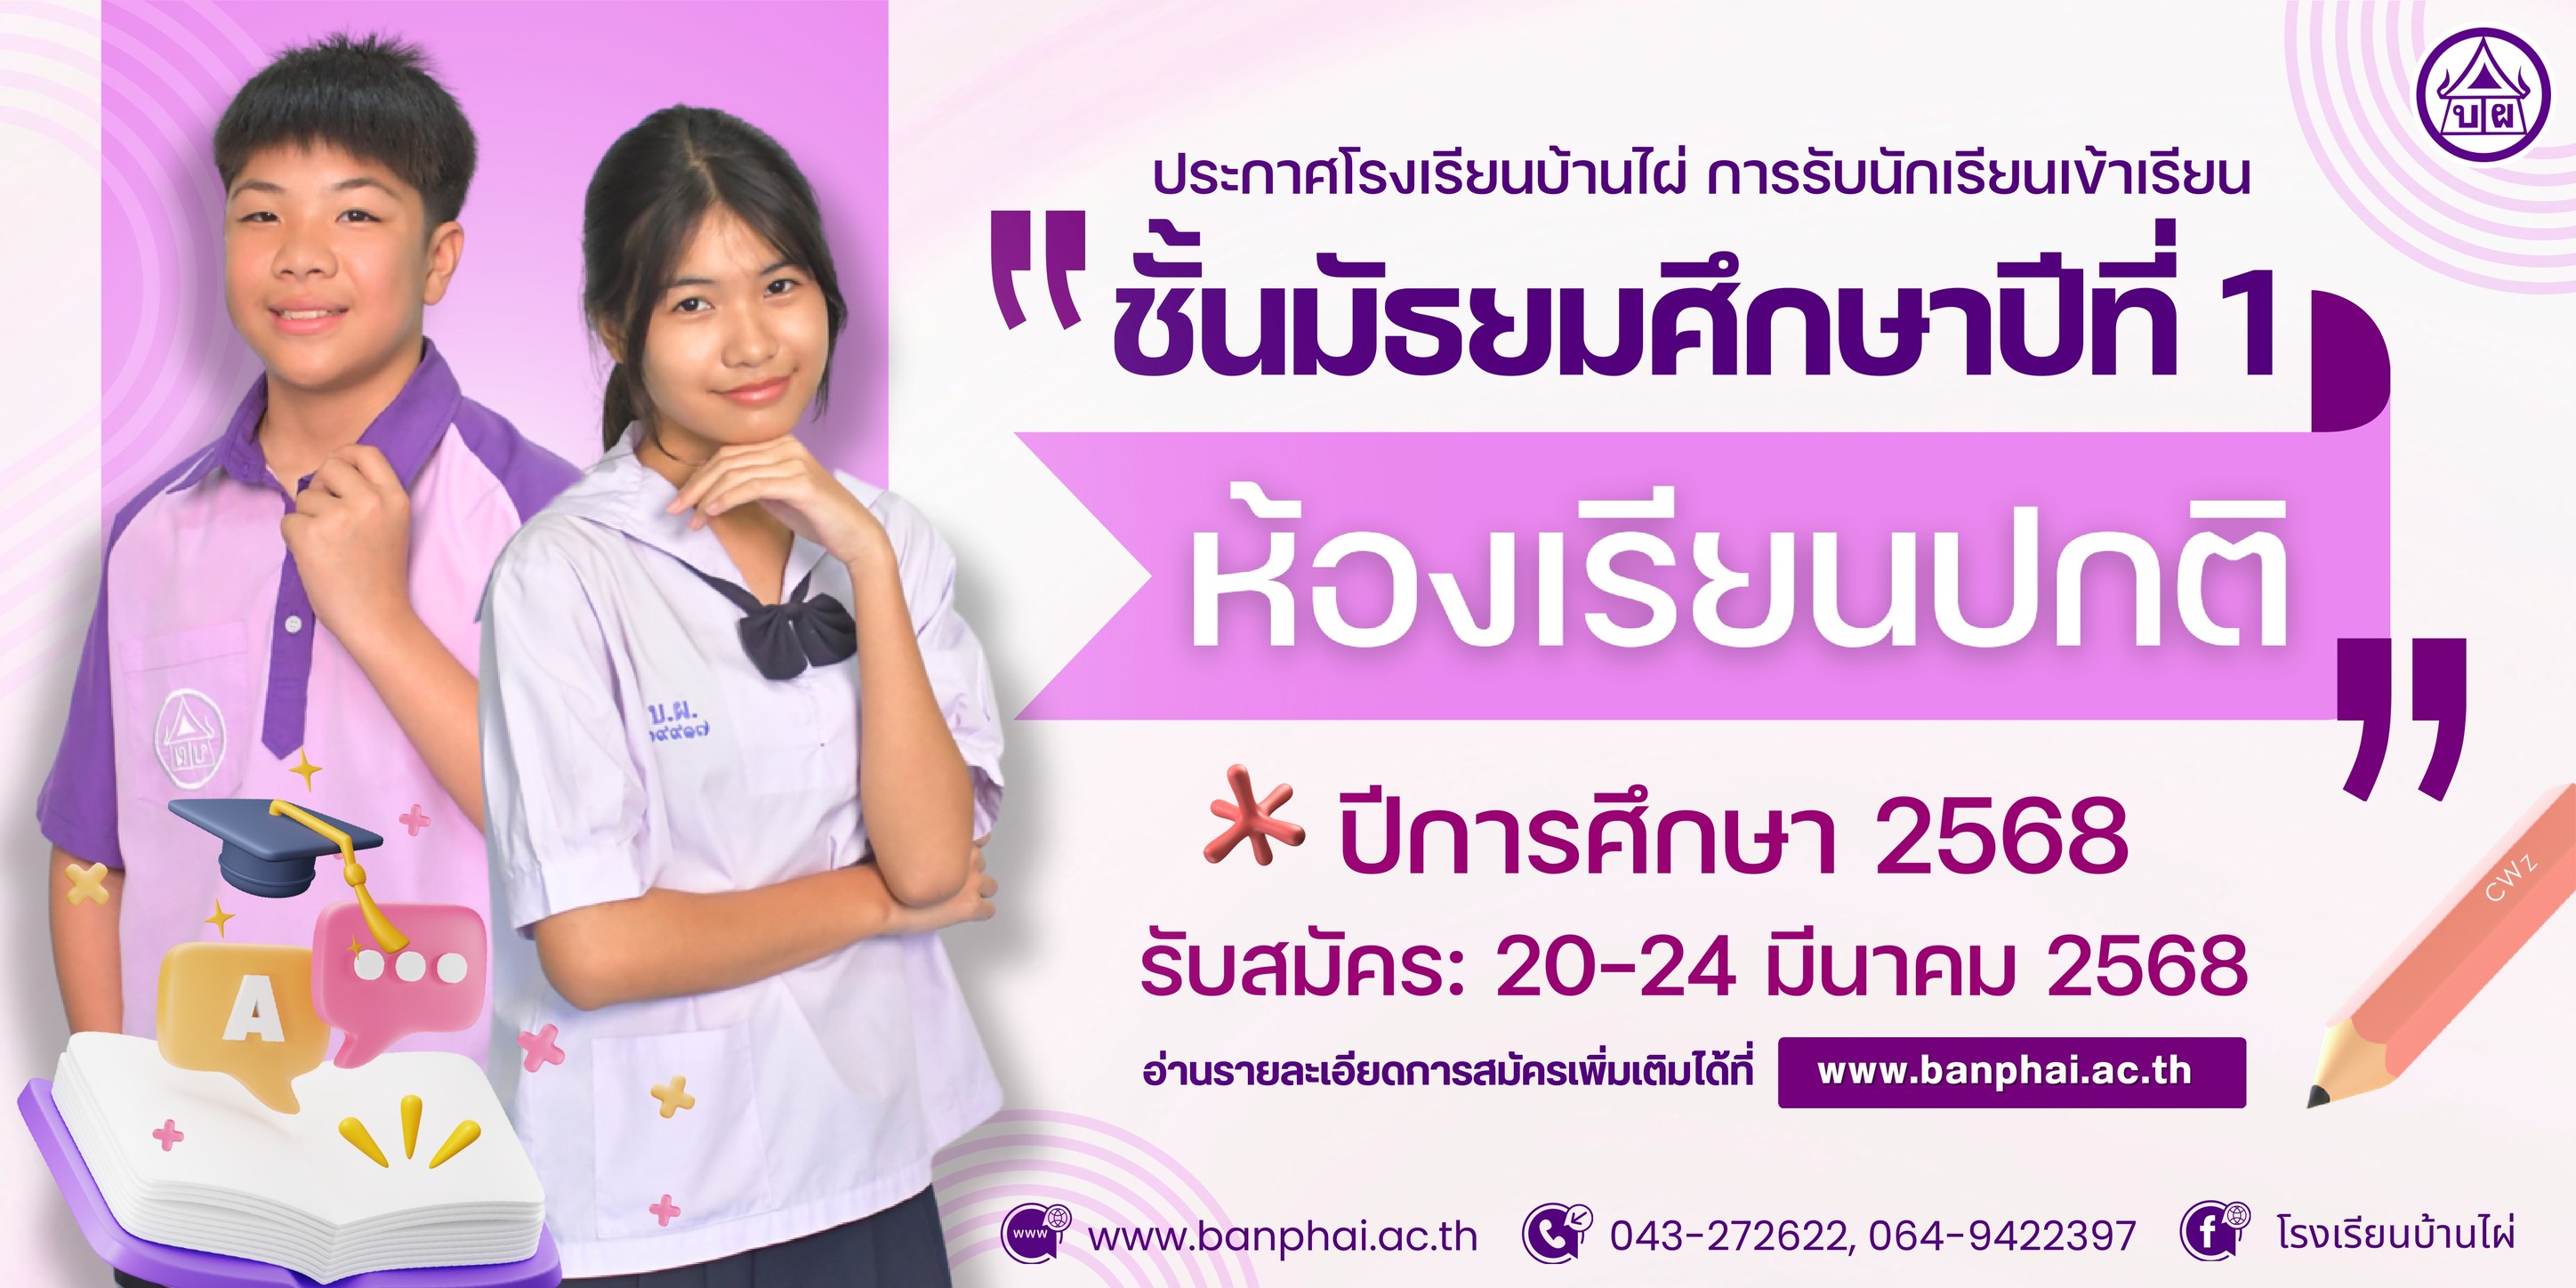 บผ
ประกาศโรงเรียนบ้านไผ่ การรับนักเรียนเข้าเรียน
"ชั้นมัธยมศึกษาปีที่ 1
ห้องเรียนปกติ"
* ปีการศึกษา 2568
รับสมัคร: 20-24 มีนาคม 2568
อ่านรายละเอียดการสมัครเพิ่มเติมได้ที่ www.banphai.ac.th
CWZ
บ.ผ.
A
www www.banphai.ac.th 043-272622, 064-9422397 f โรงเรียนบ้านไผ่